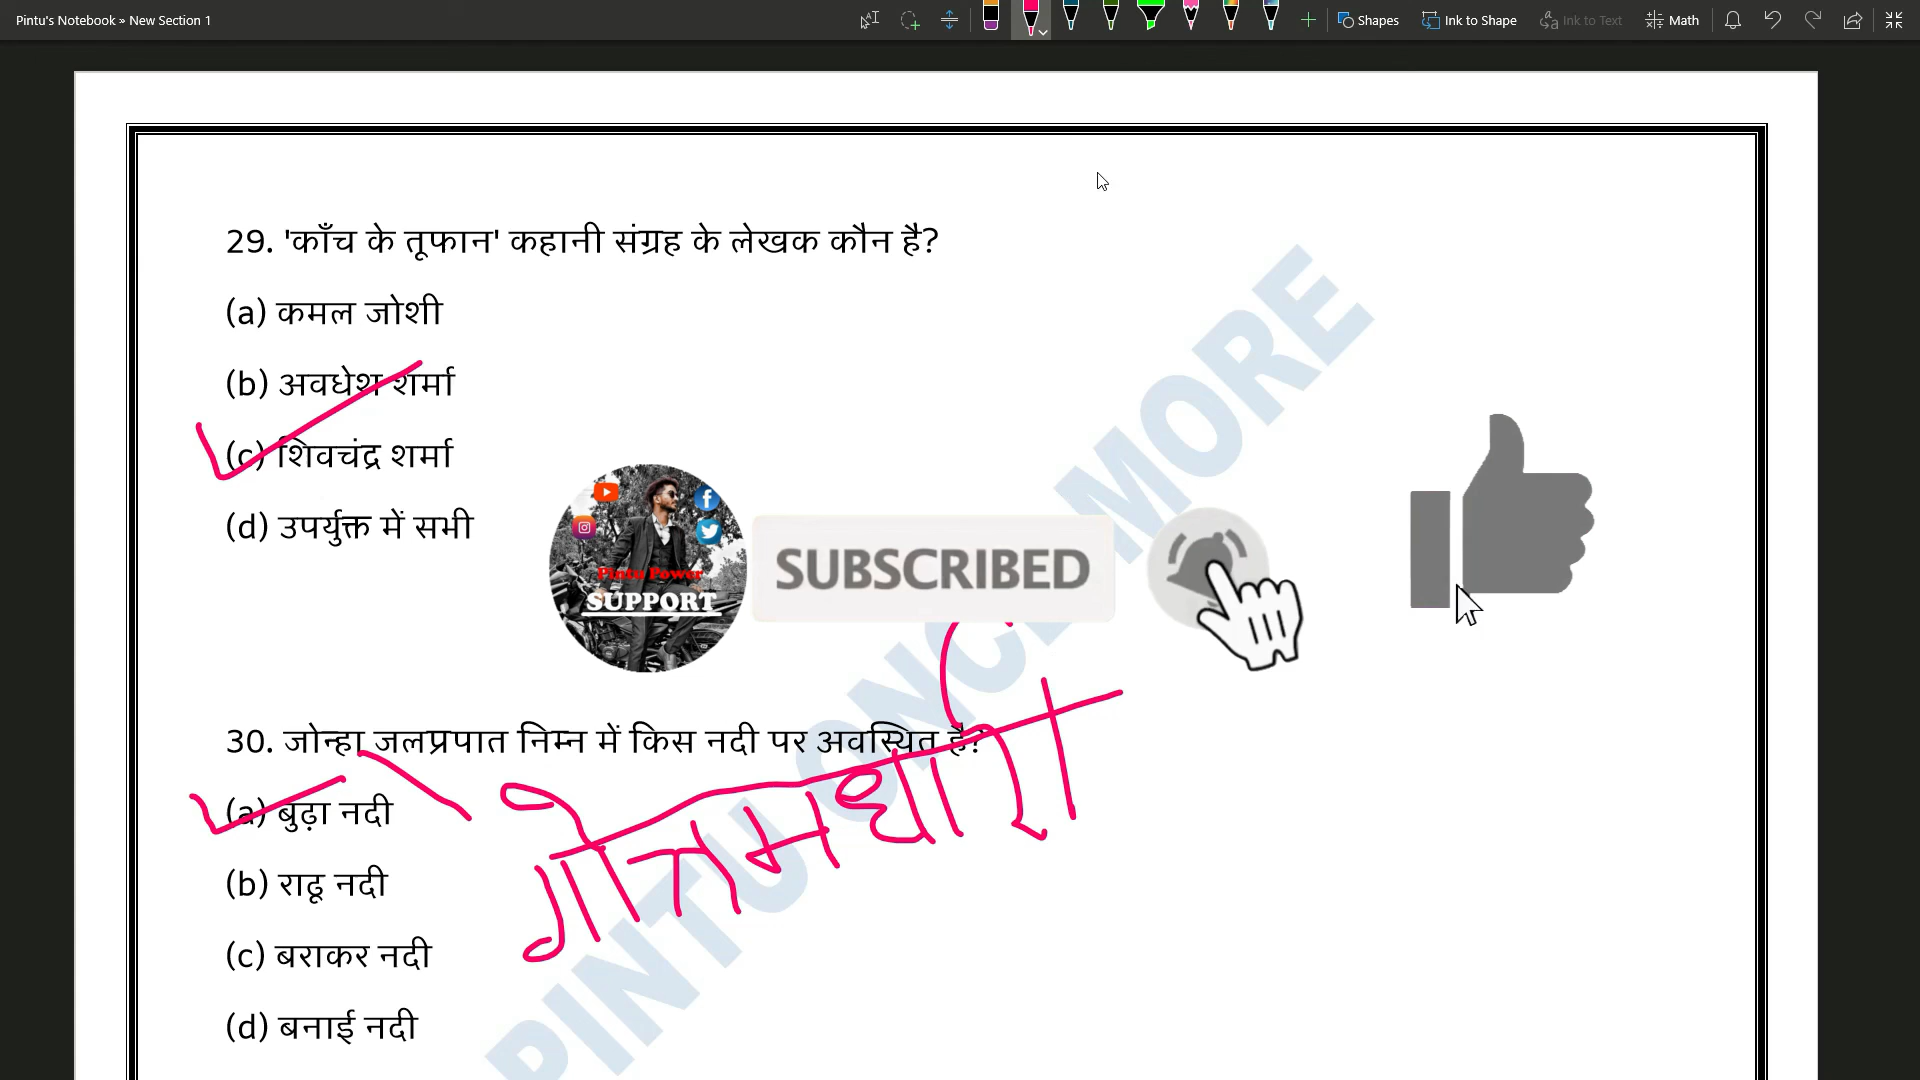 Pintu's Notebook » New Section 1
Shapes
Ink to Shape
Ink to Text
Math
29. 'काँच के तूफान' कहानी संग्रह के लेखक कौन है?
(a) कमल जोशी
(b) अवधेश शर्मा
(c) शिवचंद्र शर्मा
(d) उपर्युक्त में सभी
Pintu Power
SUPPORT
SUBSCRIBED
30. जोन्हा जलप्रपात निम्न में किस नदी पर अवस्थित है?
(a) बुढ़ा नदी
(b) राढू नदी
(c) बराकर नदी
(d) बनाई नदी
गौतमधारा
PINTU ONCE MORE